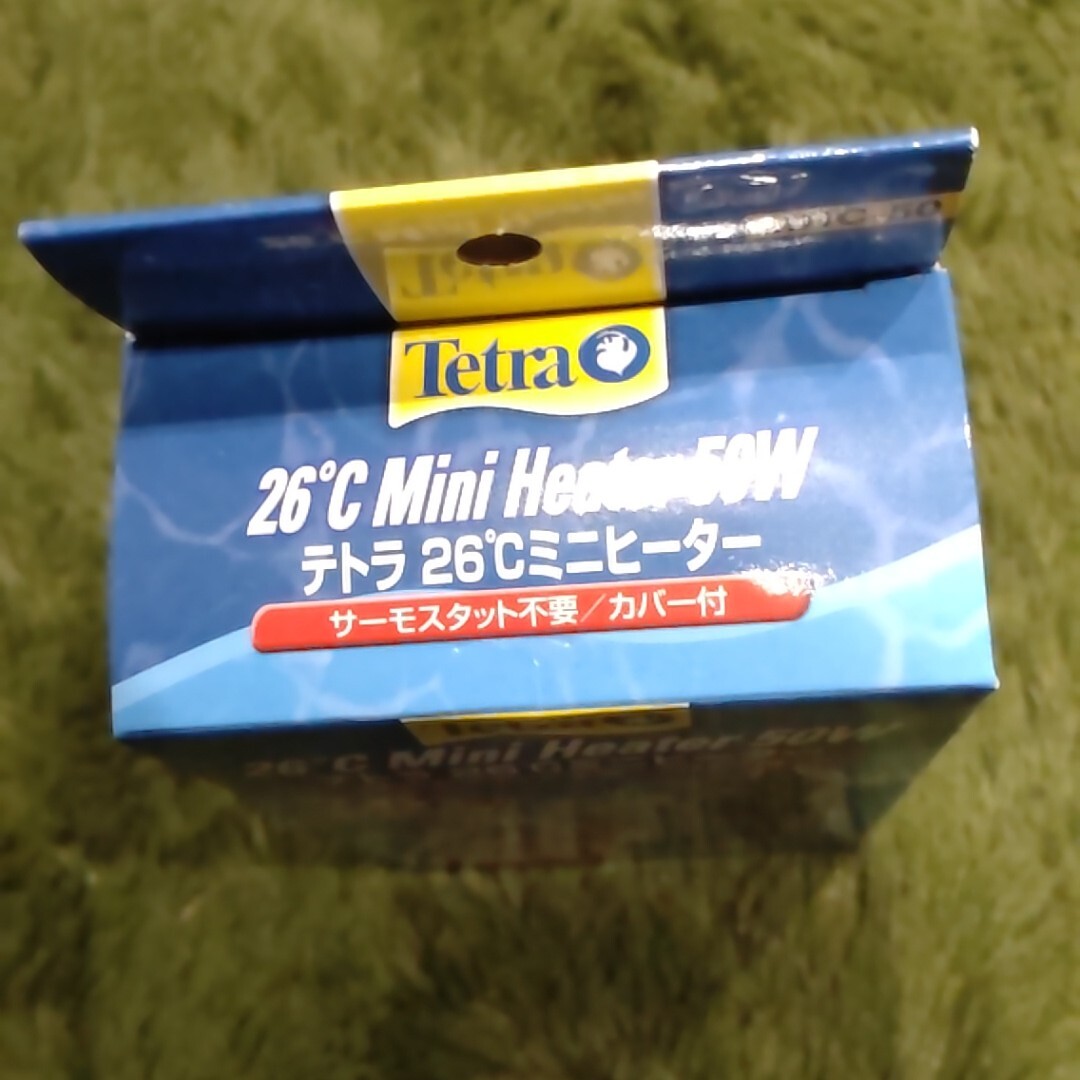 Tetra
26℃ Mini Heater 50W
テトラ 26℃ミニヒーター
サーモスタット不要/カバー付
Tetra
26℃ Mini Heater 50W